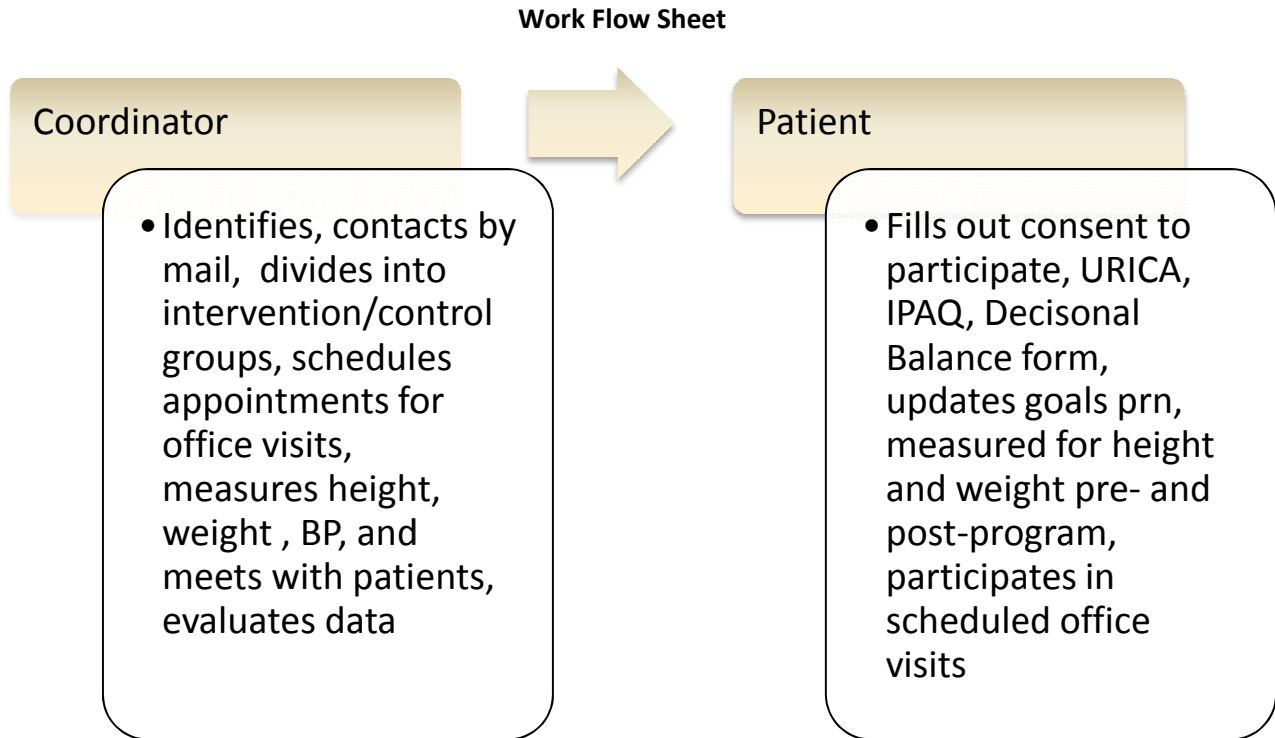 Work Flow Sheet
Coordinator
•Identifies, contacts by
mail,  divides into
intervention/control
groups, schedules
appointments for
office visits,
measures height,
weight , BP, and
meets with patients,
evaluates data
Patient
•Fills out consent to
participate, URICA,
IPAQ, Decisonal
Balance form,
updates goals prn,
measured for height
and weight pre- and
post-program,
participates in
scheduled office
visits